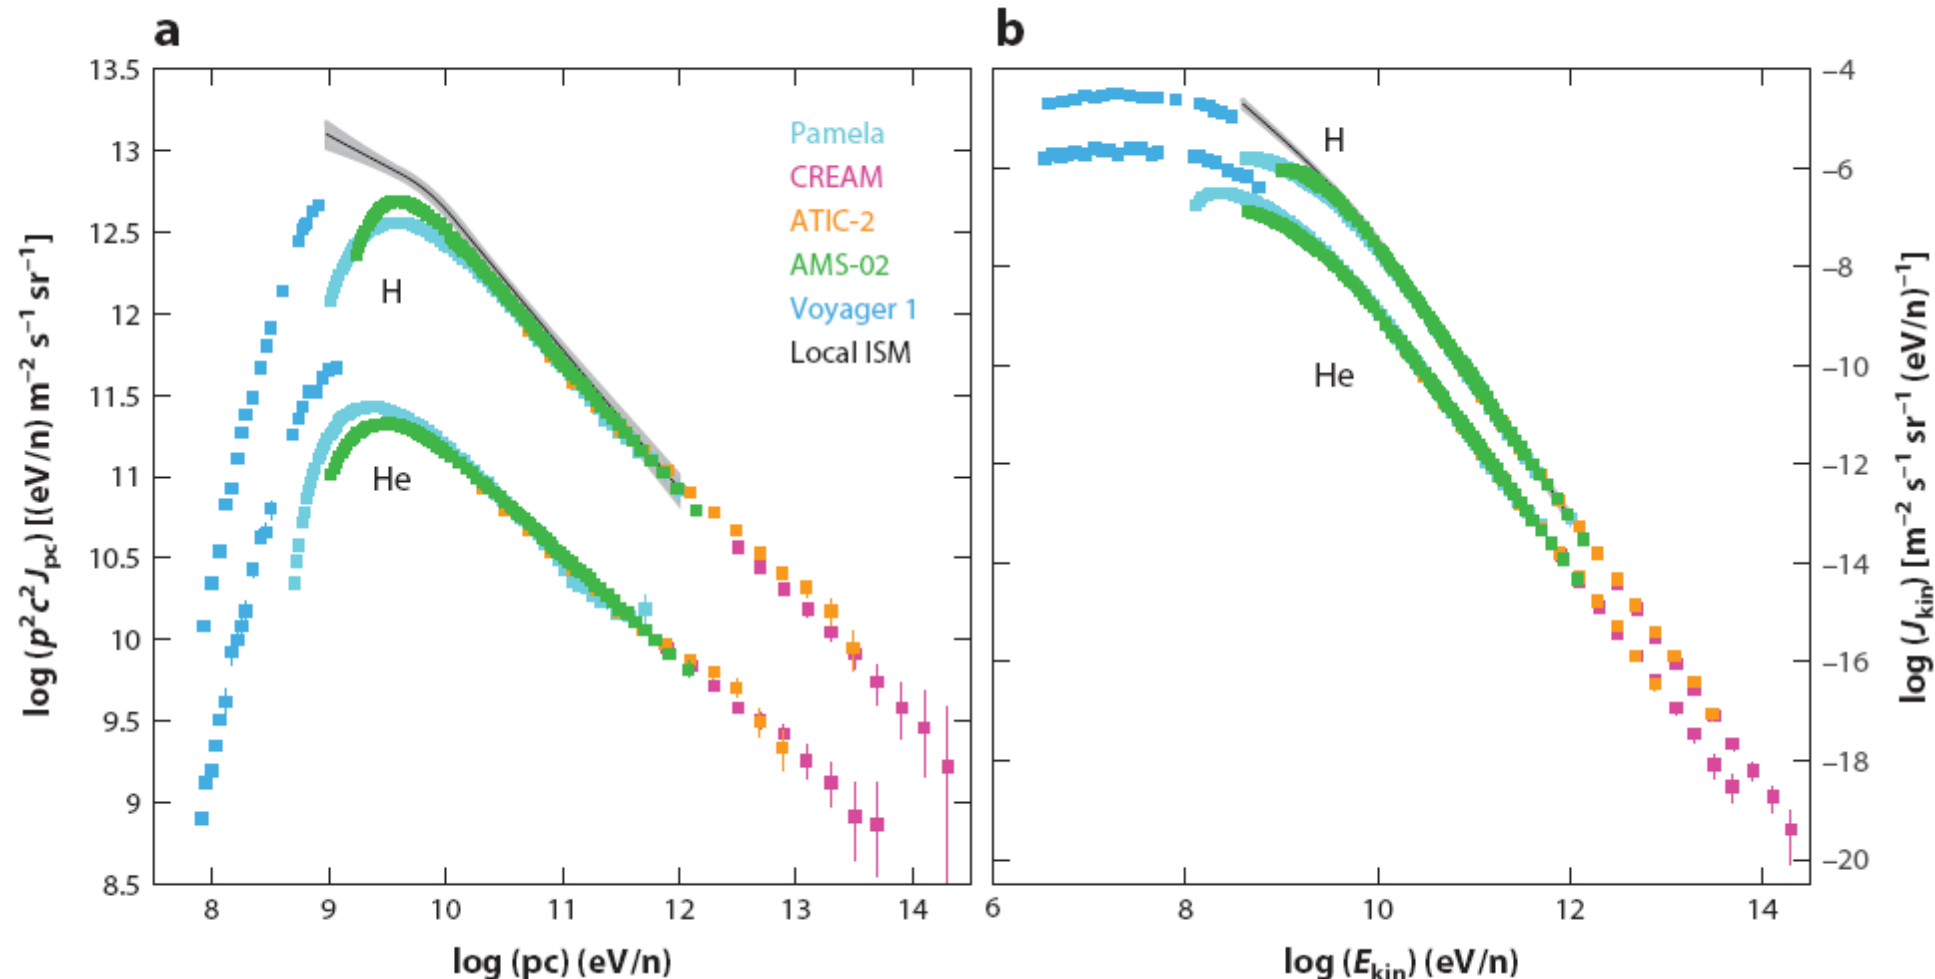 a
b
13.5
13
12.5
12
11.5
11
10.5
10
9.5
9
8.5
log (p²c²J_pc) [(eV/n) m⁻² s⁻¹ sr⁻¹]
Pamela
CREAM
ATIC-2
AMS-02
Voyager 1
Local ISM
H
He
8
9
10
11
12
13
14
log (pc) (eV/n)
H
He
–4
–6
–8
–10
–12
–14
–16
–18
–20
log (J_kin) [m⁻² s⁻¹ sr⁻¹ (eV/n)⁻¹]
6
8
10
12
14
log (E_kin) (eV/n)